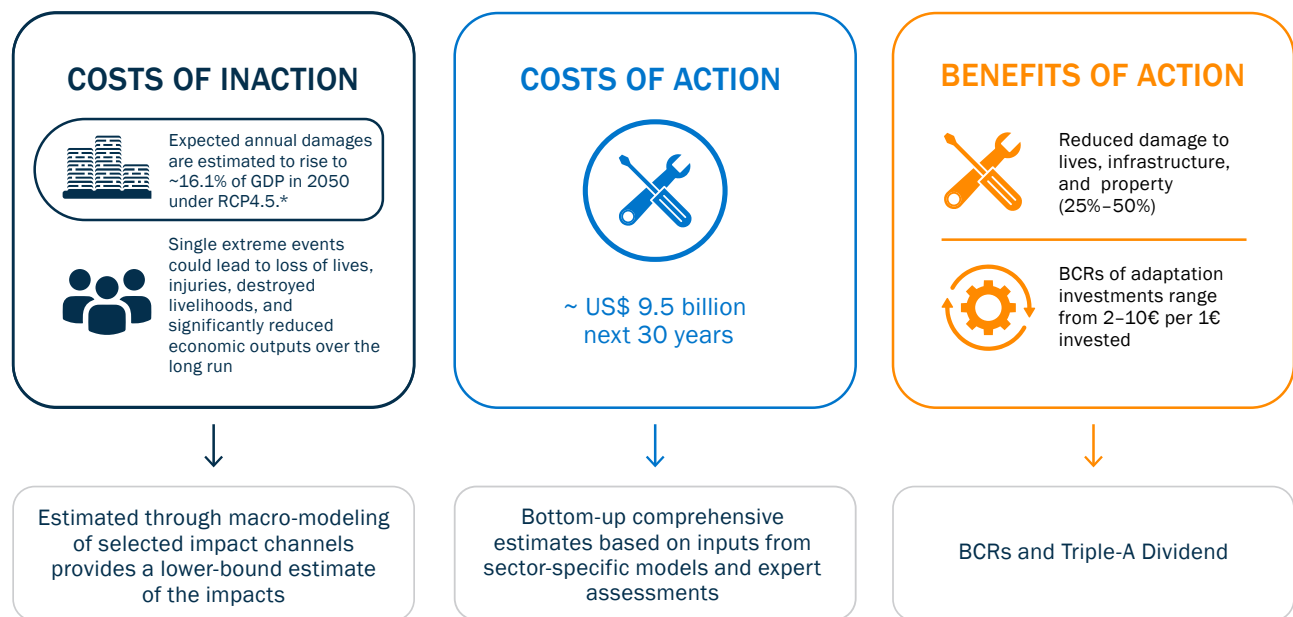 COSTS OF INACTION
Expected annual damages
are estimated to rise to
~16.1% of GDP in 2050
under RCP4.5.*
Single extreme events
could lead to loss of lives,
injuries, destroyed
livelihoods, and
significantly reduced
economic outputs over the
long run
Estimated through macro-modeling
of selected impact channels
provides a lower-bound estimate
of the impacts
COSTS OF ACTION
~ US$ 9.5 billion
next 30 years
Bottom-up comprehensive
estimates based on inputs from
sector-specific models and expert
assessments
BENEFITS OF ACTION
Reduced damage to
lives, infrastructure,
and property
(25%–50%)
BCRs of adaptation
investments range
from 2–10€ per 1€
invested
BCRs and Triple-A Dividend